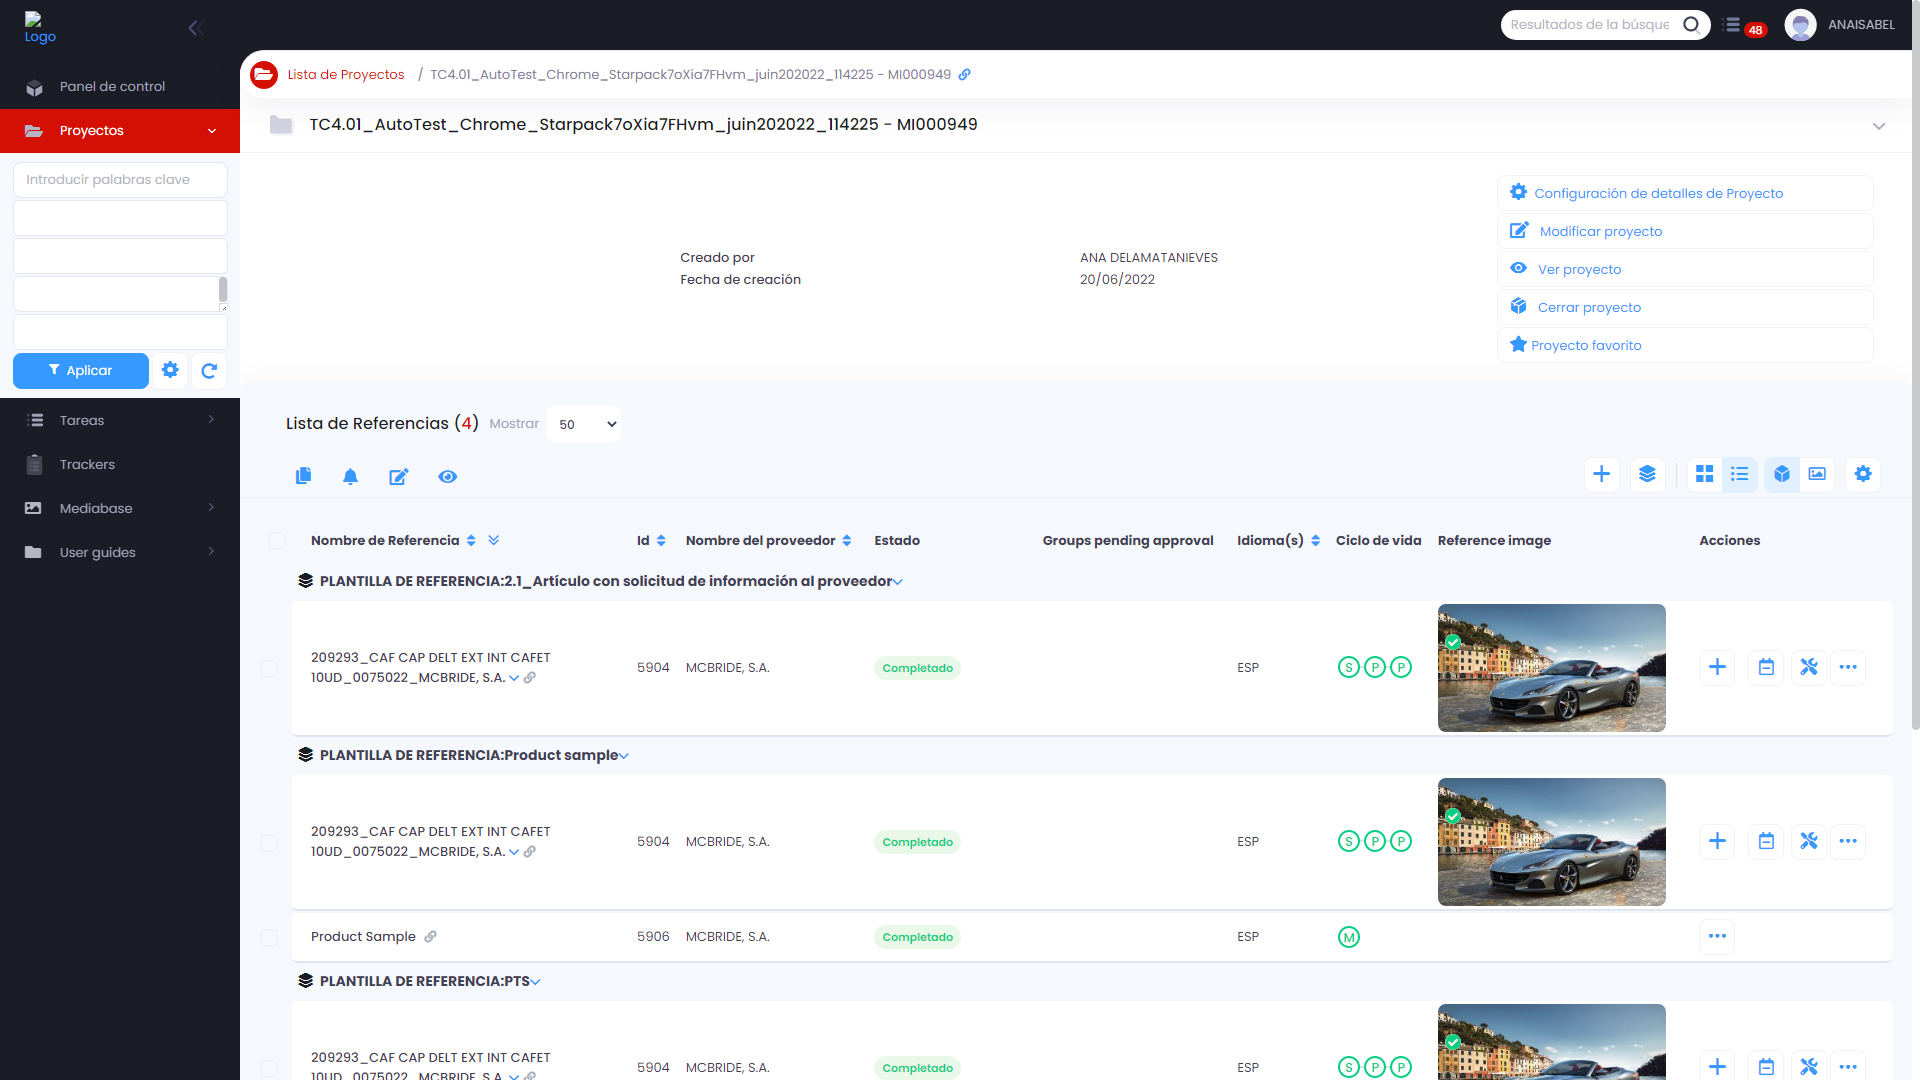 Logo
Resultados de la búsque
48
ANAISABEL
Panel de control
Proyectos
Introducir palabras clave
Aplicar
Tareas
Trackers
Mediabase
User guides
Lista de Proyectos / TC4.01_AutoTest_Chrome_Starpack7oXia7FHvm_juin202022_114225 - MI000949
TC4.01_AutoTest_Chrome_Starpack7oXia7FHvm_juin202022_114225 - MI000949
Creado por ANA DELAMATANIEVES
Fecha de creación 20/06/2022
Configuración de detalles de Proyecto
Modificar proyecto
Ver proyecto
Cerrar proyecto
Proyecto favorito
Lista de Referencias (4) Mostrar 50
Nombre de Referencia Id Nombre del proveedor Estado Groups pending approval Idioma(s) Ciclo de vida Reference image Acciones
PLANTILLA DE REFERENCIA:2.1_Artículo con solicitud de información al proveedor
209293_CAF CAP DELT EXT INT CAFET
10UD_0075022_MCBRIDE, S.A.
5904 MCBRIDE, S.A. Completado ESP S P P
PLANTILLA DE REFERENCIA:Product sample
209293_CAF CAP DELT EXT INT CAFET
10UD_0075022_MCBRIDE, S.A.
5904 MCBRIDE, S.A. Completado ESP S P P
Product Sample 5906 MCBRIDE, S.A. Completado ESP M
PLANTILLA DE REFERENCIA:PTS
209293_CAF CAP DELT EXT INT CAFET
10UD_0075022_MCBRIDE, S.A.
5904 MCBRIDE, S.A. Completado ESP S P P